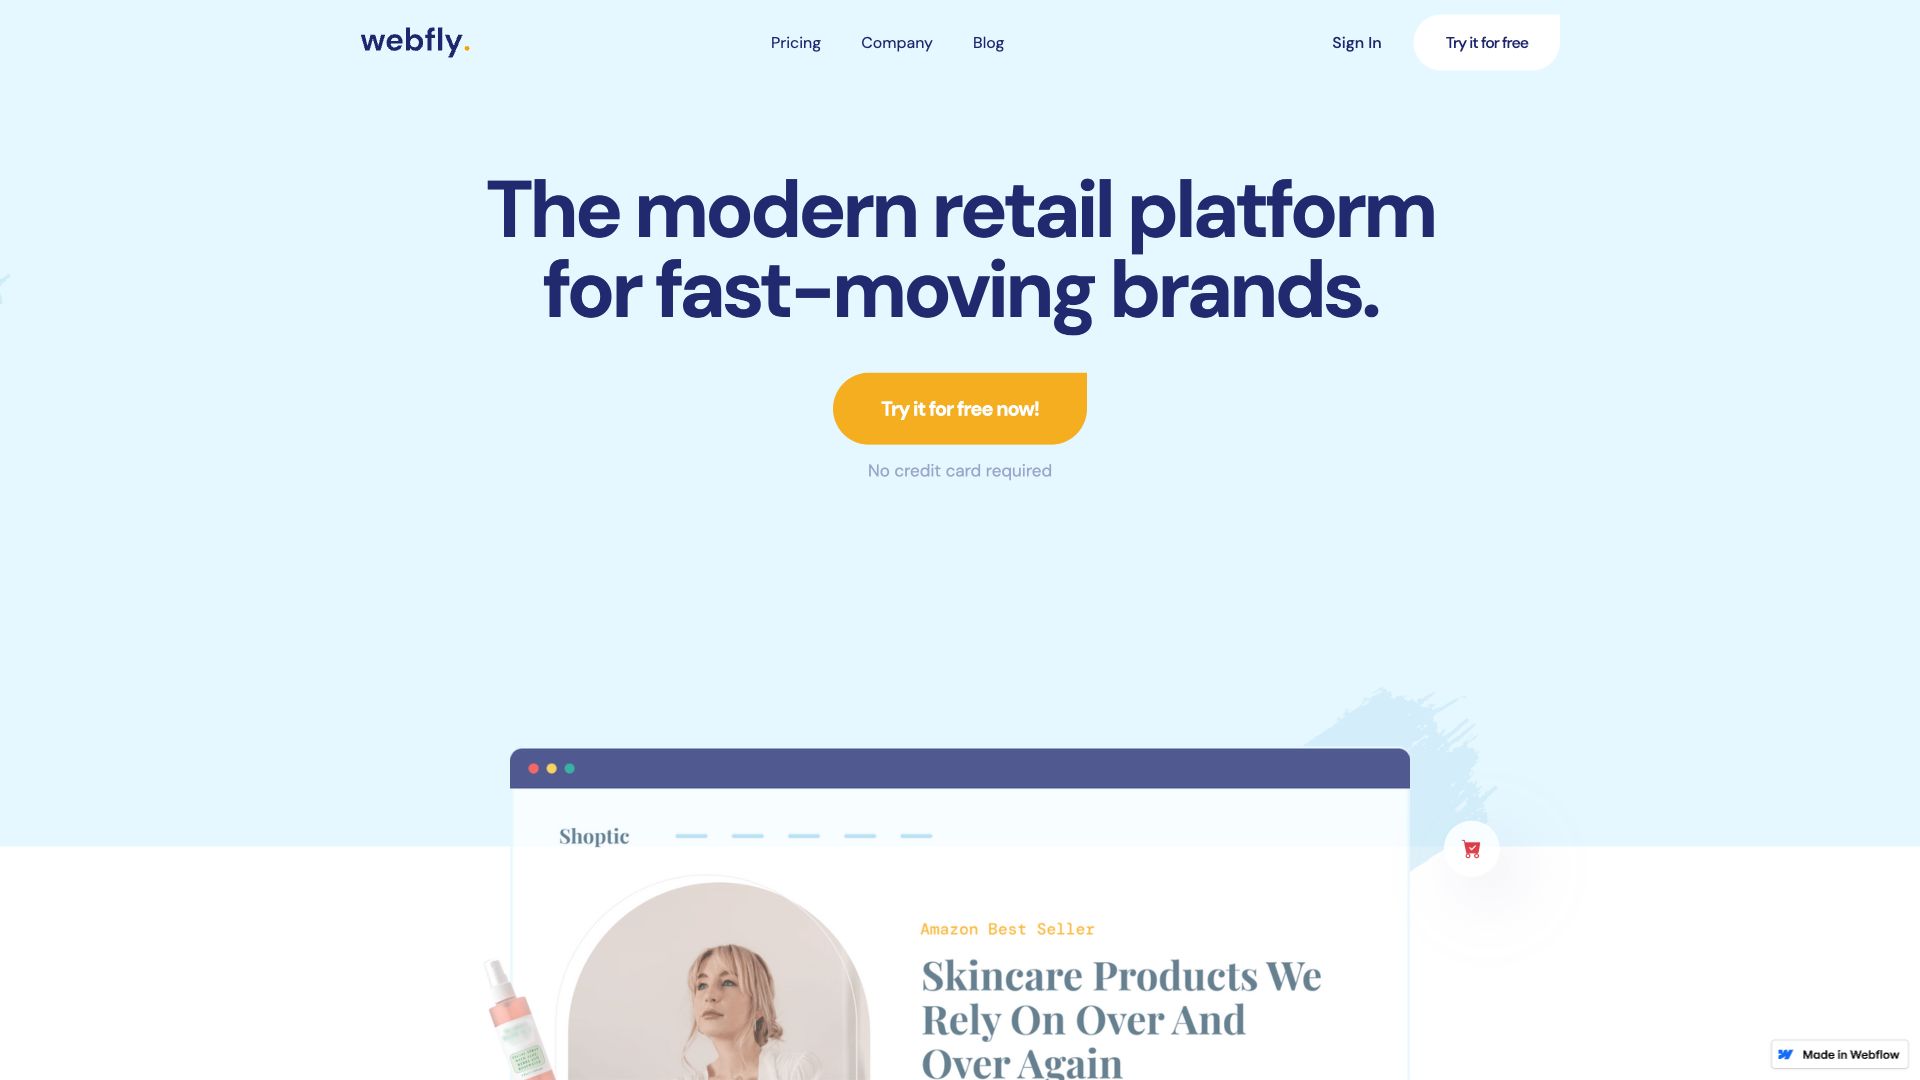 webfly.
Pricing
Company
Blog
Sign In
Try it for free
The modern retail platform
for fast-moving brands.
Try it for free now!
No credit card required
Shoptic
Amazon Best Seller
Skincare Products We
Rely On Over And
Over Again
Made in Webflow